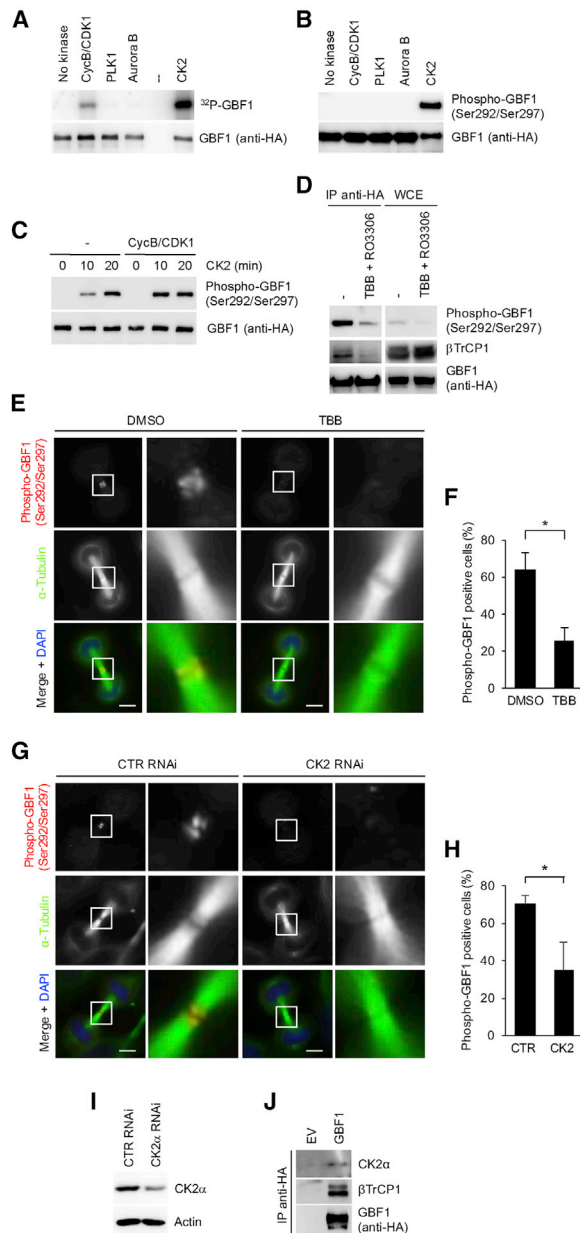 A
No kinase
CycB/CDK1
PLK1
Aurora B
--
CK2
32P-GBF1
GBF1 (anti-HA)
B
No kinase
CycB/CDK1
PLK1
Aurora B
CK2
Phospho-GBF1
(Ser292/Ser297)
GBF1 (anti-HA)
C
- CycB/CDK1
0 10 20 0 10 20 CK2 (min)
Phospho-GBF1
(Ser292/Ser297)
GBF1 (anti-HA)
D
IP anti-HA WCE
-
TBB + RO3306
-
TBB + RO3306
Phospho-GBF1
(Ser292/Ser297)
βTrCP1
GBF1
(anti-HA)
E
DMSO TBB
Phospho-GBF1
(Ser292/Ser297)
α-Tubulin
Merge + DAPI
F
Phospho-GBF1 positive cells (%)
80
60
40
20
0
*
DMSO TBB
G
CTR RNAi CK2 RNAi
Phospho-GBF1
(Ser292/Ser297)
α-Tubulin
Merge + DAPI
H
Phospho-GBF1 positive cells (%)
80
60
40
60
80
*
CTR CK2
I
CTR RNAi
CK2α RNAi
CK2α
Actin
J
EV
GBF1
IP anti-HA
CK2α
βTrCP1
GBF1
(anti-HA)